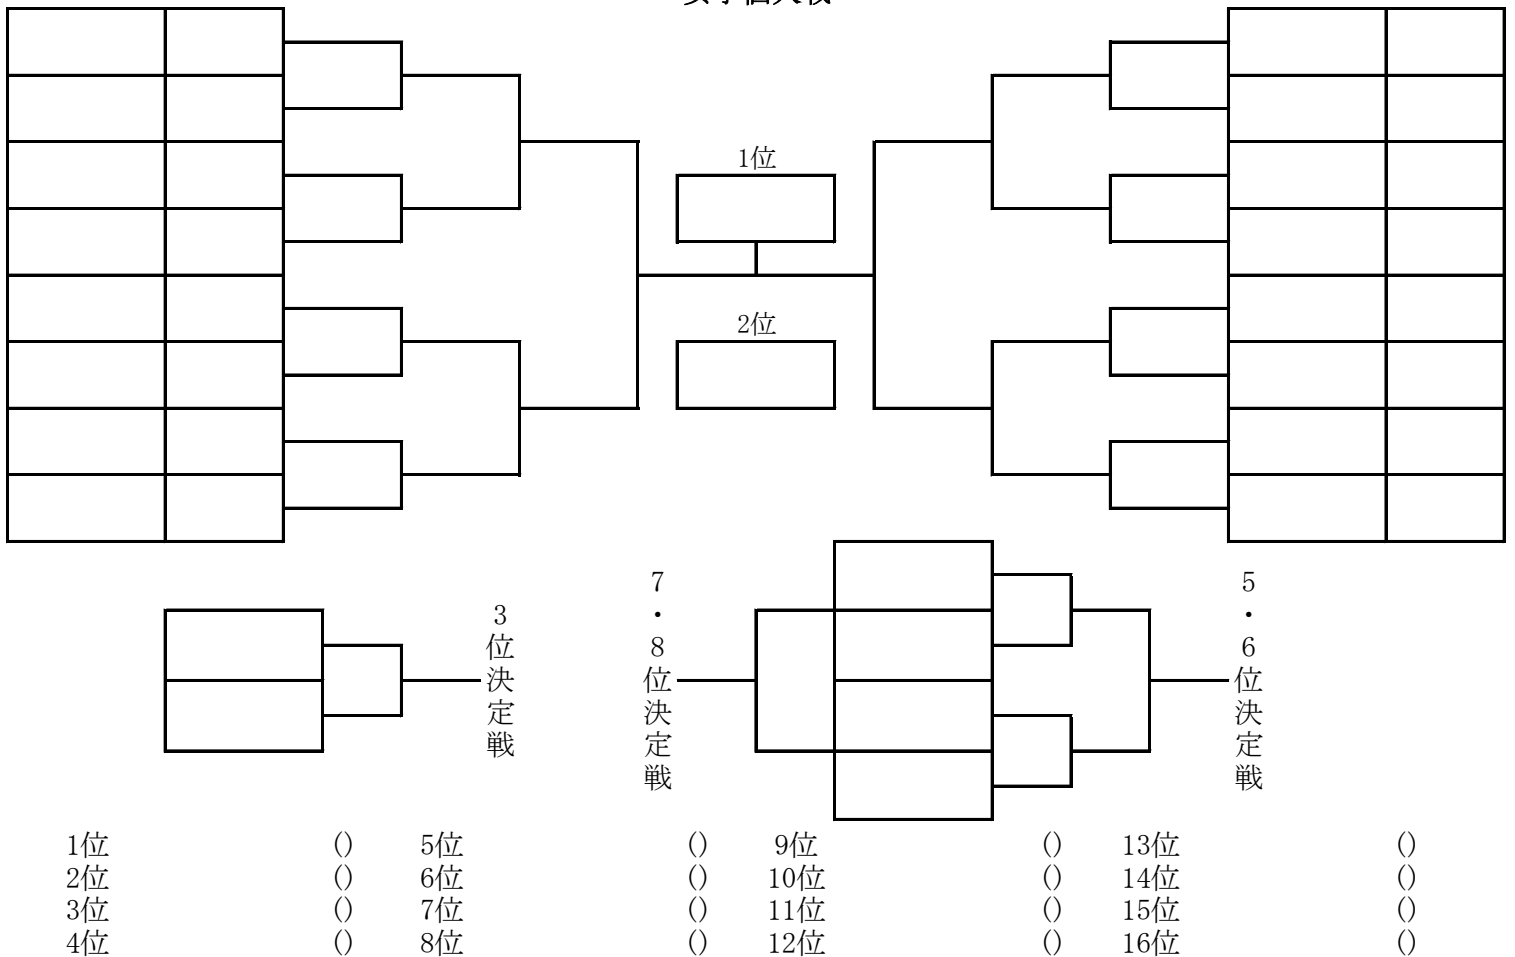 1位
2位
3位決定戦
7・8位決定戦
5・6位決定戦
1位 () 5位 () 9位 () 13位 ()
2位 () 6位 () 10位 () 14位 ()
3位 () 7位 () 11位 () 15位 ()
4位 () 8位 () 12位 () 16位 ()